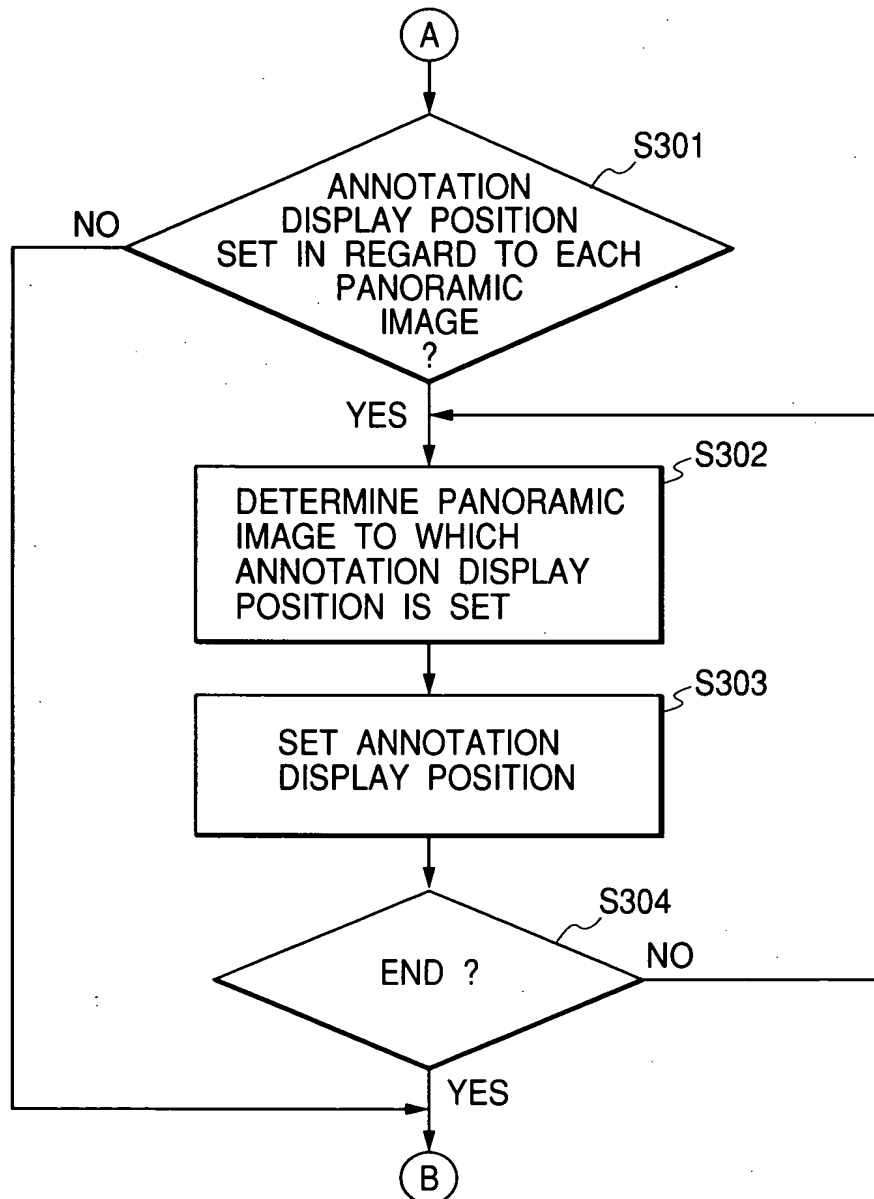 A
S301
ANNOTATION
DISPLAY POSITION
SET IN REGARD TO EACH
PANORAMIC
IMAGE
?
NO
YES
S302
DETERMINE PANORAMIC
IMAGE TO WHICH
ANNOTATION DISPLAY
POSITION IS SET
S303
SET ANNOTATION
DISPLAY POSITION
S304
END ?
NO
YES
B